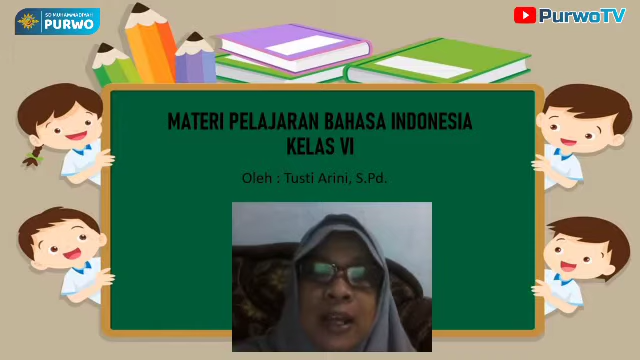 SD MUHAMMADIYAH
PURWO
PurwoTV
MATERI PELAJARAN BAHASA INDONESIA
KELAS VI
Oleh : Tusti Arini, S.Pd.